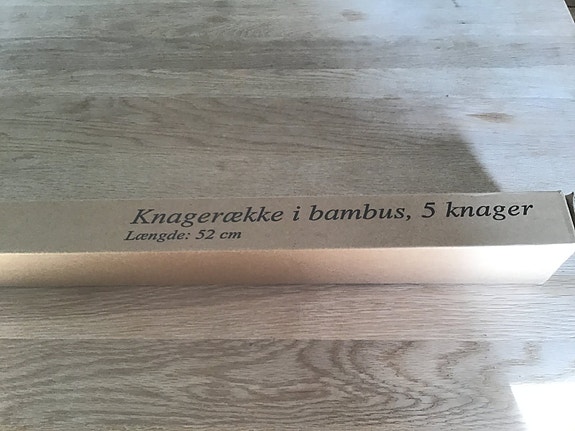 Knagerække i bambus, 5 knager
Længde: 52 cm